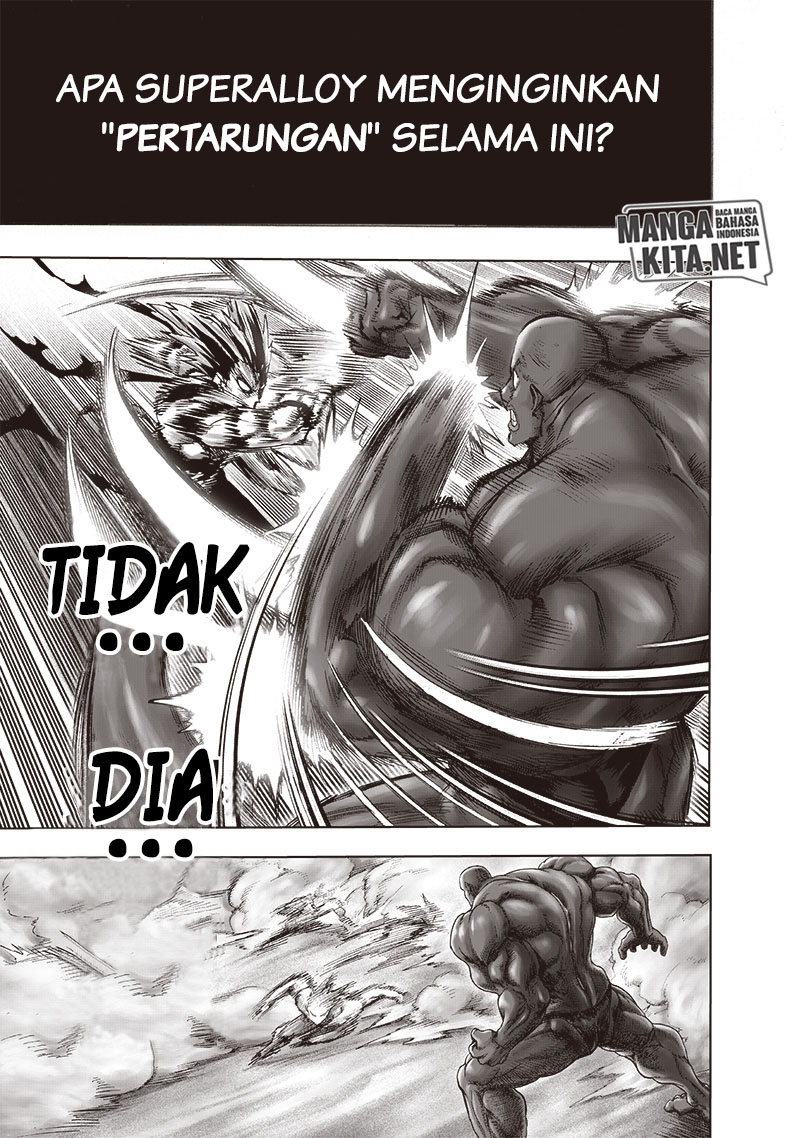 APA SUPERALLOY MENGINGINKAN
"PERTARUNGAN" SELAMA INI?
MANGA BACA MANGA
BAHASA
INDONESIA
KITA.NET
TIDAK
...
DIA
...